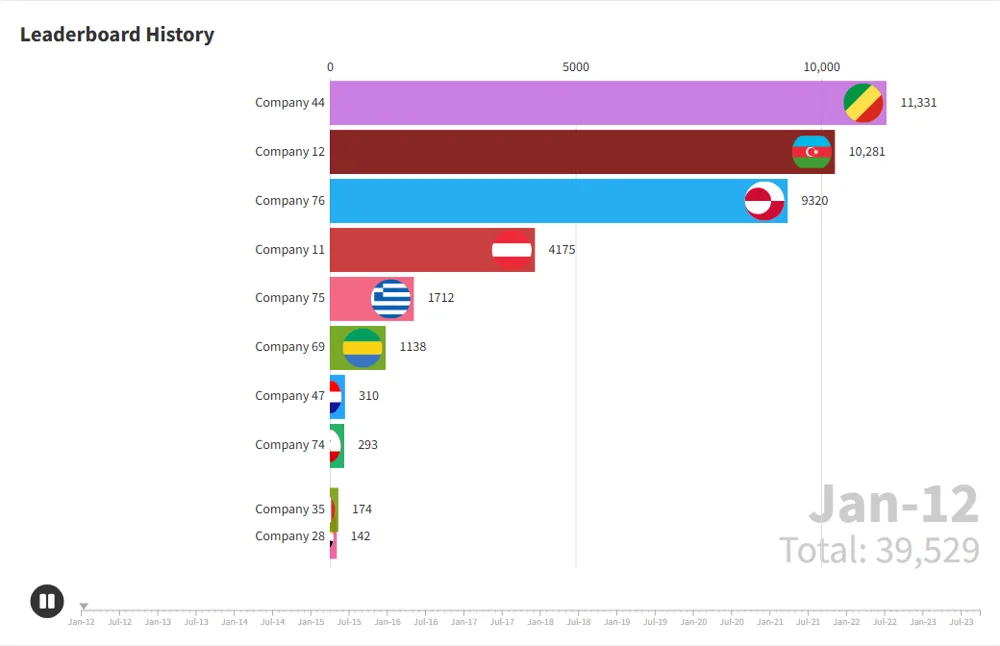 Leaderboard History
0 5000 10,000
Company 44 11,331
Company 12 10,281
Company 76 9320
Company 11 4175
Company 75 1712
Company 69 1138
Company 47 310
Company 74 293
Company 35 174
Company 28 142
Jan-12
Total: 39,529
Jan-12 Jul-12 Jan-13 Jul-13 Jan-14 Jul-14 Jan-15 Jul-15 Jan-16 Jul-16 Jan-17 Jul-17 Jan-18 Jul-18 Jan-19 Jul-19 Jan-20 Jul-20 Jan-21 Jul-21 Jan-22 Jul-22 Jan-23 Jul-23